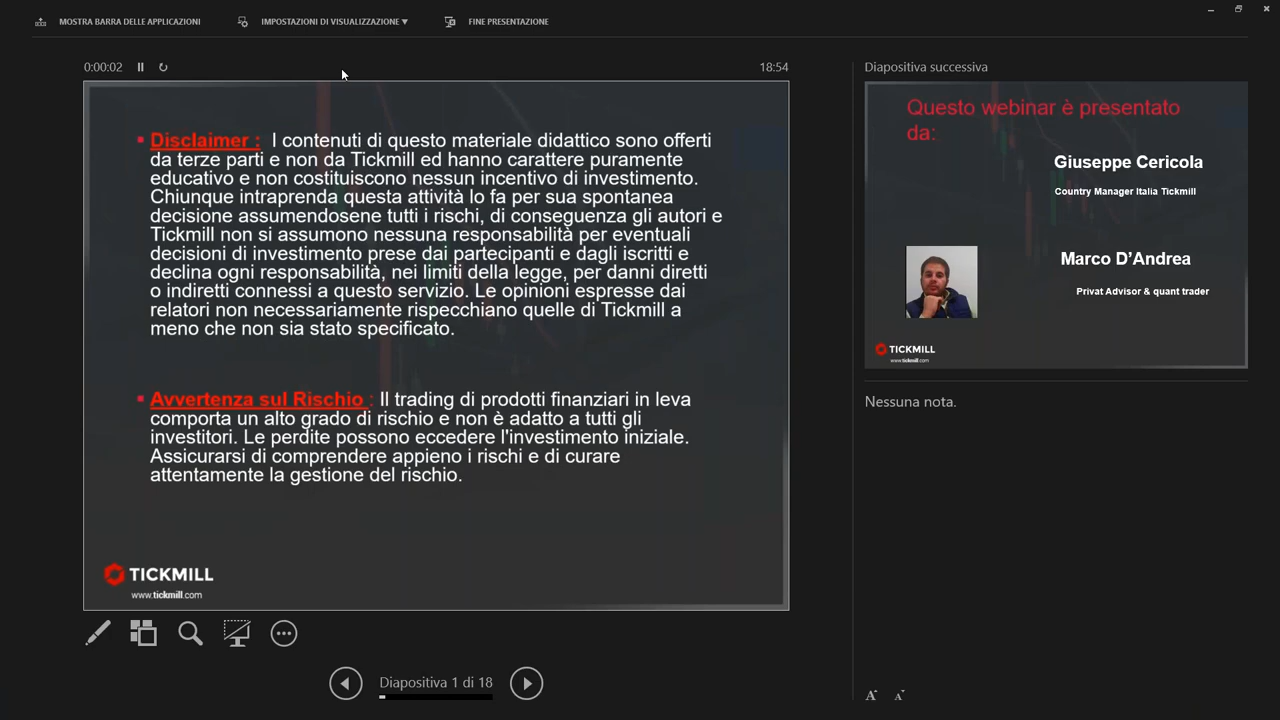 MOSTRA BARRA DELLE APPLICAZIONI
IMPOSTAZIONI DI VISUALIZZAZIONE ▼
FINE PRESENTAZIONE
0:00:02
18:54
Disclaimer : I contenuti di questo materiale didattico sono offerti
da terze parti e non da Tickmill ed hanno carattere puramente
educativo e non costituiscono nessun incentivo di investimento.
Chiunque intraprenda questa attività lo fa per sua spontanea
decisione assumendosene tutti i rischi, di conseguenza gli autori e
Tickmill non si assumono nessuna responsabilità per eventuali
decisioni di investimento prese dai partecipanti e dagli iscritti e
declina ogni responsabilità, nei limiti della legge, per danni diretti
o indiretti connessi a questo servizio. Le opinioni espresse dai
relatori non necessariamente rispecchiano quelle di Tickmill a
meno che non sia stato specificato.
Avvertenza sul Rischio : Il trading di prodotti finanziari in leva
comporta un alto grado di rischio e non è adatto a tutti gli
investitori. Le perdite possono eccedere l'investimento iniziale.
Assicurarsi di comprendere appieno i rischi e di curare
attentamente la gestione del rischio.
TICKMILL
www.tickmill.com
Diapositiva 1 di 18
Diapositiva successiva
Questo webinar è presentato
da:
Giuseppe Cericola
Country Manager Italia Tickmill
Marco D'Andrea
Privat Advisor & quant trader
TICKMILL
www.tickmill.com
Nessuna nota.
A A